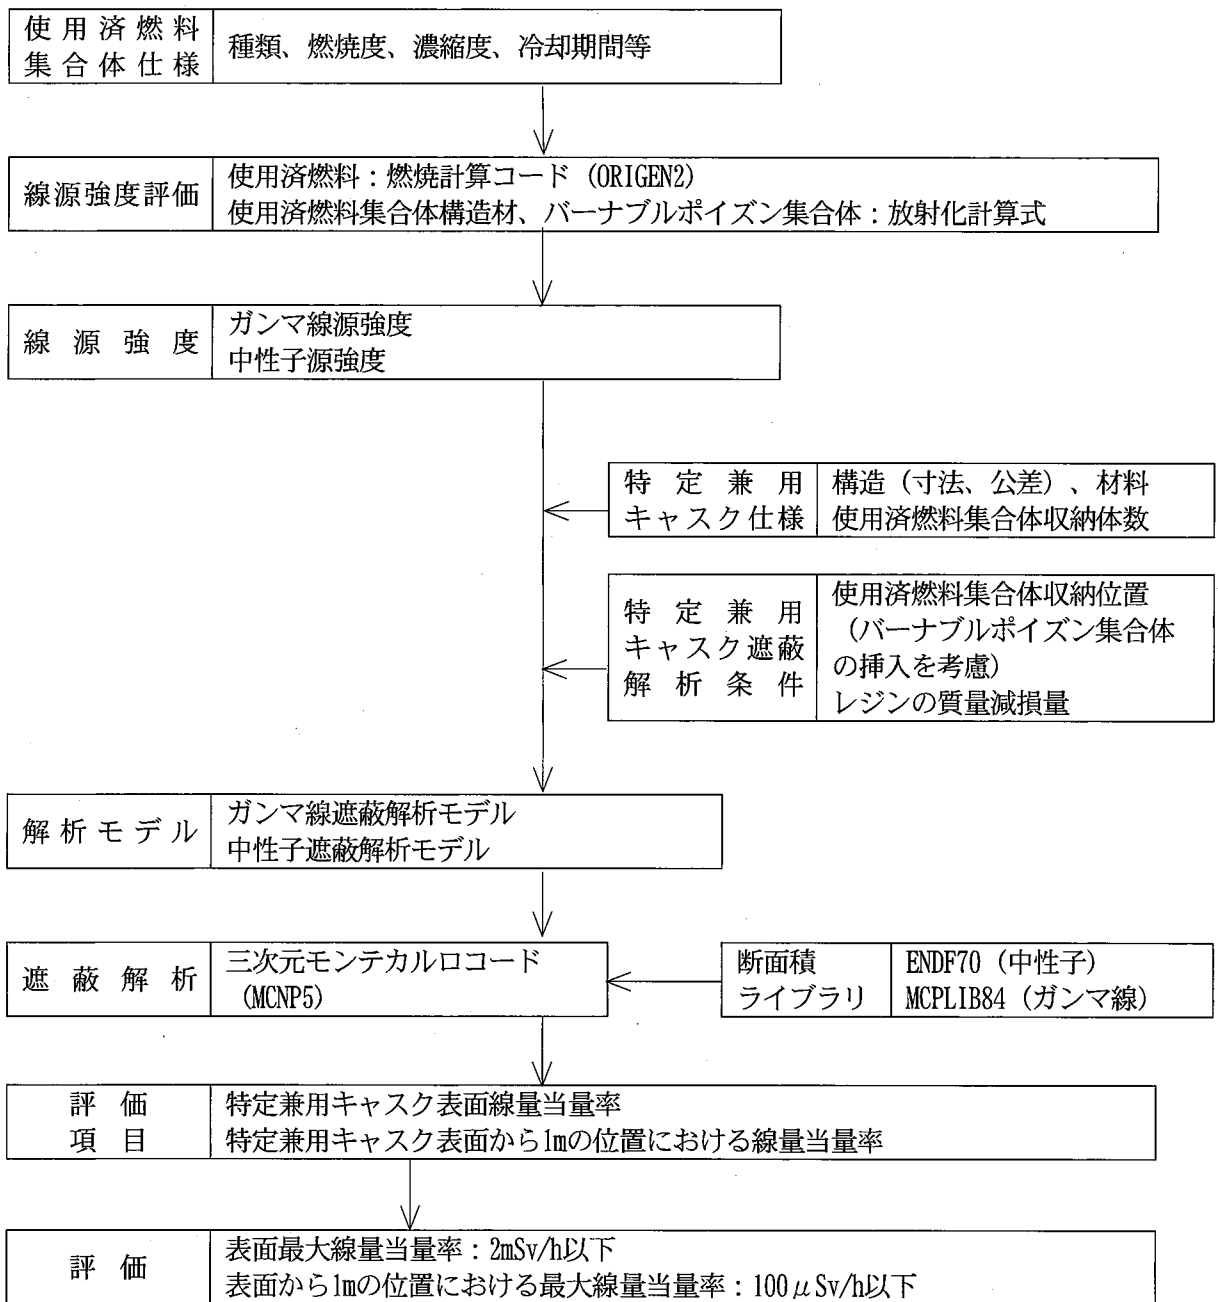 使用済燃料
集合体仕様
種類、燃焼度、濃縮度、冷却期間等
線源強度評価
使用済燃料：燃焼計算コード（ORIGEN2）
使用済燃料集合体構造材、バーナブルポイズン集合体：放射化計算式
線源強度
ガンマ線源強度
中性子源強度
特定兼用
キャスク仕様
構造（寸法、公差）、材料
使用済燃料集合体収納体数
特定兼用
キャスク遮蔽
解析条件
使用済燃料集合体収納位置
（バーナブルポイズン集合体
の挿入を考慮）
レジンの質量減損量
解析モデル
ガンマ線遮蔽解析モデル
中性子遮蔽解析モデル
遮蔽解析
三次元モンテカルロコード
（MCNP5）
断面積
ライブラリ
ENDF70（中性子）
MCPLIB84（ガンマ線）
評価
項目
特定兼用キャスク表面線量当量率
特定兼用キャスク表面から1mの位置における線量当量率
評価
表面最大線量当量率：2mSv/h以下
表面から1mの位置における最大線量当量率：100μSv/h以下